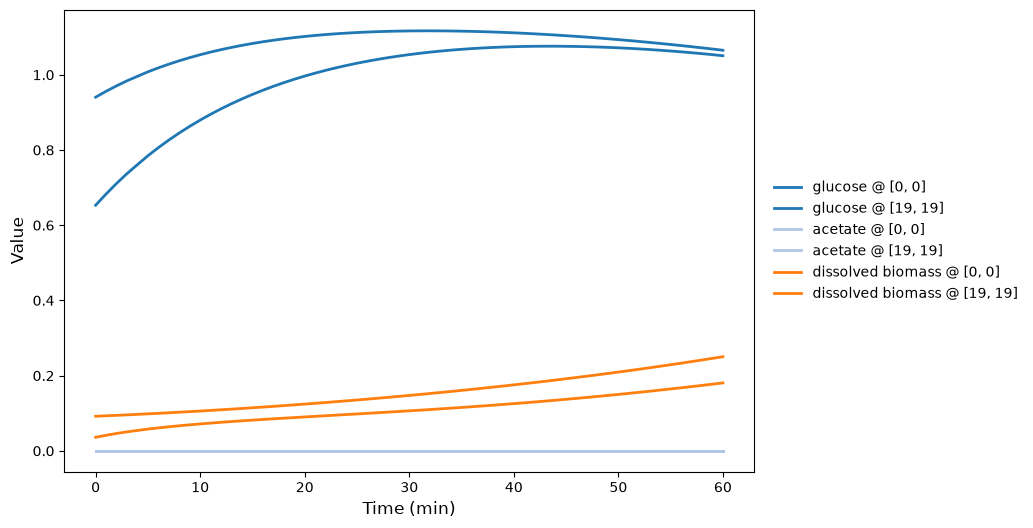 1.0
0.8
0.6
0.4
0.2
0.0
Value
0 10 20 30 40 50 60
Time (min)
glucose @ [0, 0]
glucose @ [19, 19]
acetate @ [0, 0]
acetate @ [19, 19]
dissolved biomass @ [0, 0]
dissolved biomass @ [19, 19]